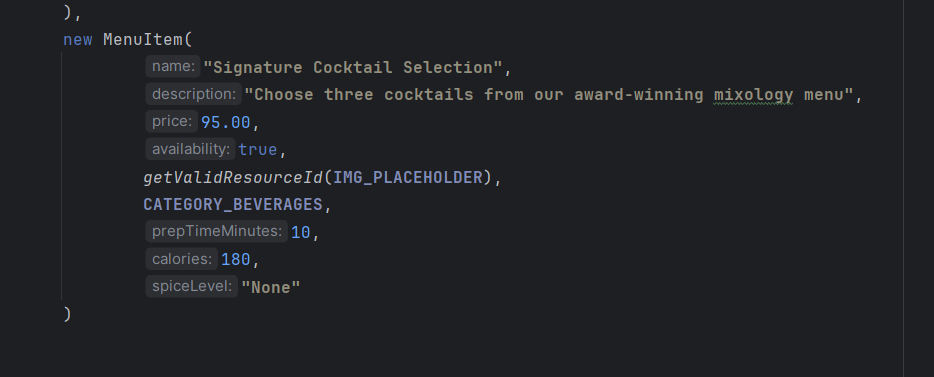 ),
new MenuItem(
name: "Signature Cocktail Selection",
description: "Choose three cocktails from our award-winning mixology menu",
price: 95.00,
availability: true,
getValidResourceId(IMG_PLACEHOLDER),
CATEGORY_BEVERAGES,
prepTimeMinutes: 10,
calories: 180,
spiceLevel: "None"
)